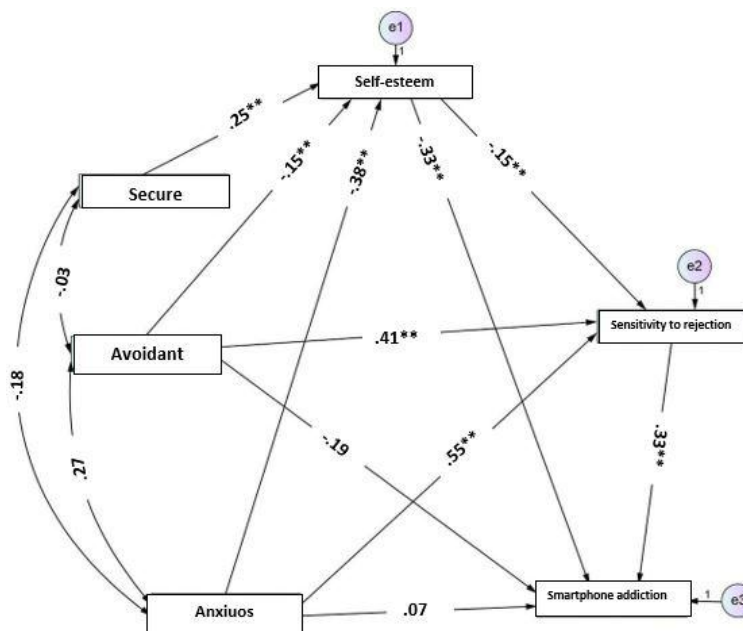 e1
1
Self-esteem
.25**
-.15**
-.38**
-.33**
-.15**
Secure
e2
1
-.03
Sensitivity to rejection
Avoidant
.41**
-.18
-.19
.55**
.33**
.27
Smartphone addiction
1
e3
Anxiuos
.07